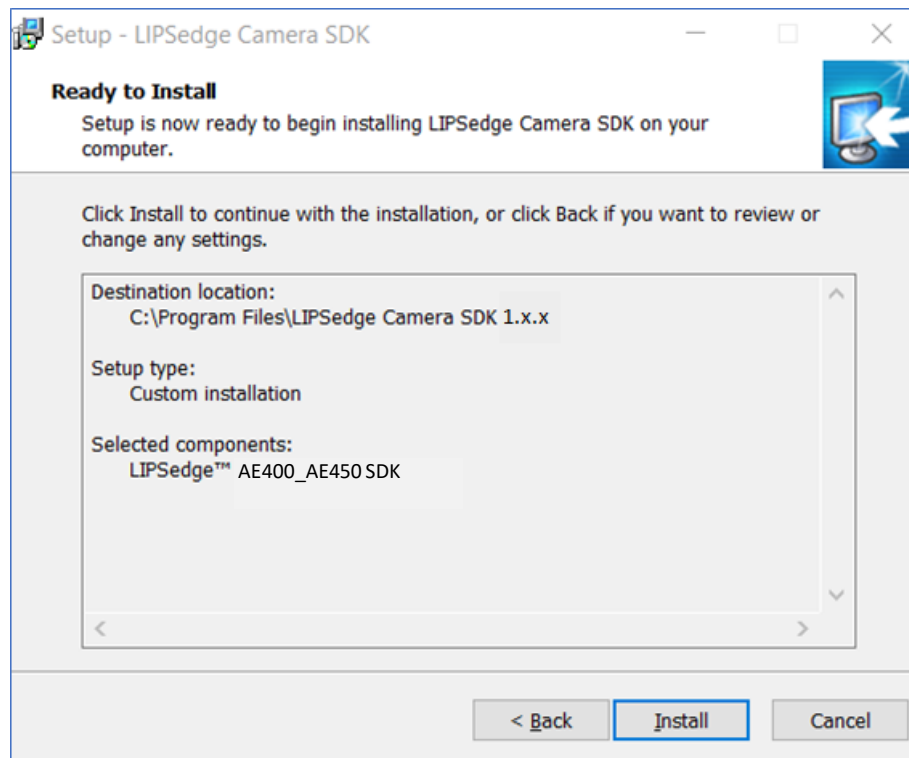 Setup - LIPSedge Camera SDK
Ready to Install
Setup is now ready to begin installing LIPSedge Camera SDK on your
computer.
Click Install to continue with the installation, or click Back if you want to review or
change any settings.
Destination location:
C:\Program Files\LIPSedge Camera SDK 1.x.x
Setup type:
Custom installation
Selected components:
LIPSedge™ AE400_AE450 SDK
< Back
Install
Cancel